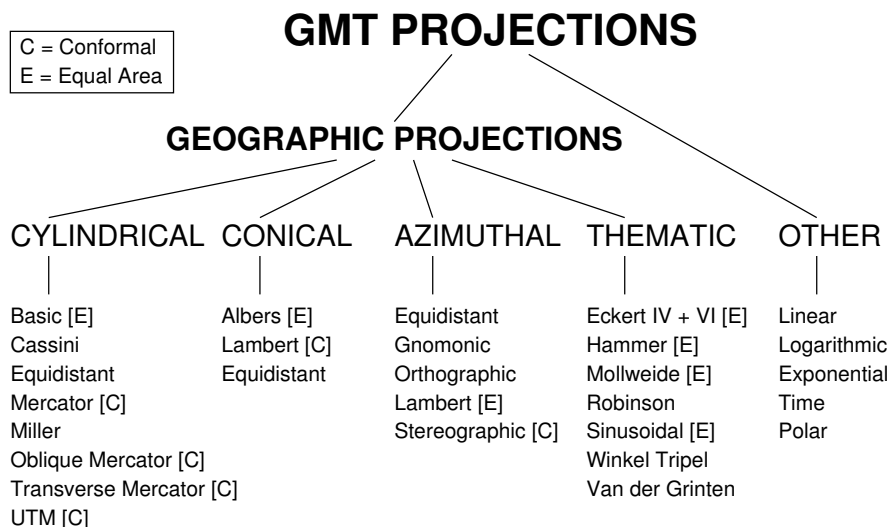 GMT PROJECTIONS
C = Conformal
E = Equal Area
GEOGRAPHIC PROJECTIONS
CYLINDRICAL
Basic [E]
Cassini
Equidistant
Mercator [C]
Miller
Oblique Mercator [C]
Transverse Mercator [C]
UTM [C]
CONICAL
Albers [E]
Lambert [C]
Equidistant
AZIMUTHAL
Equidistant
Gnomonic
Orthographic
Lambert [E]
Stereographic [C]
THEMATIC
Eckert IV + VI [E]
Hammer [E]
Mollweide [E]
Robinson
Sinusoidal [E]
Winkel Tripel
Van der Grinten
OTHER
Linear
Logarithmic
Exponential
Time
Polar